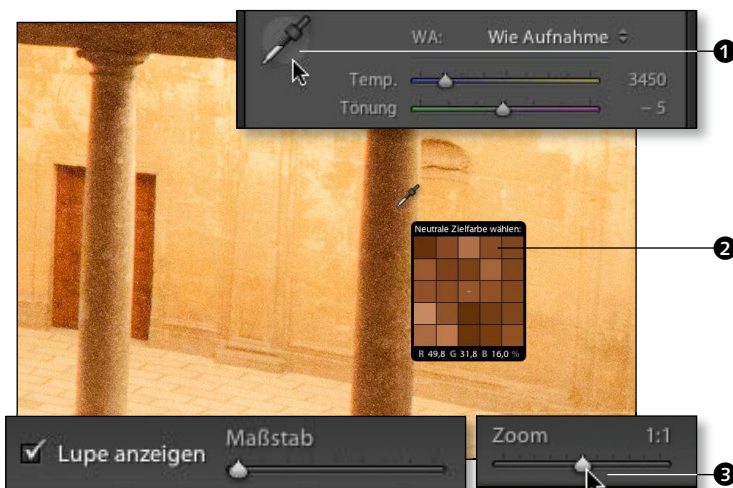 WA: Wie Aufnahme
1
Temp. 3450
Tönung – 5
Neutrale Zielfarbe wählen:
2
R 49,8 G 31,8 B 16,0 %
Lupe anzeigen Maßstab
Zoom 1:1
3